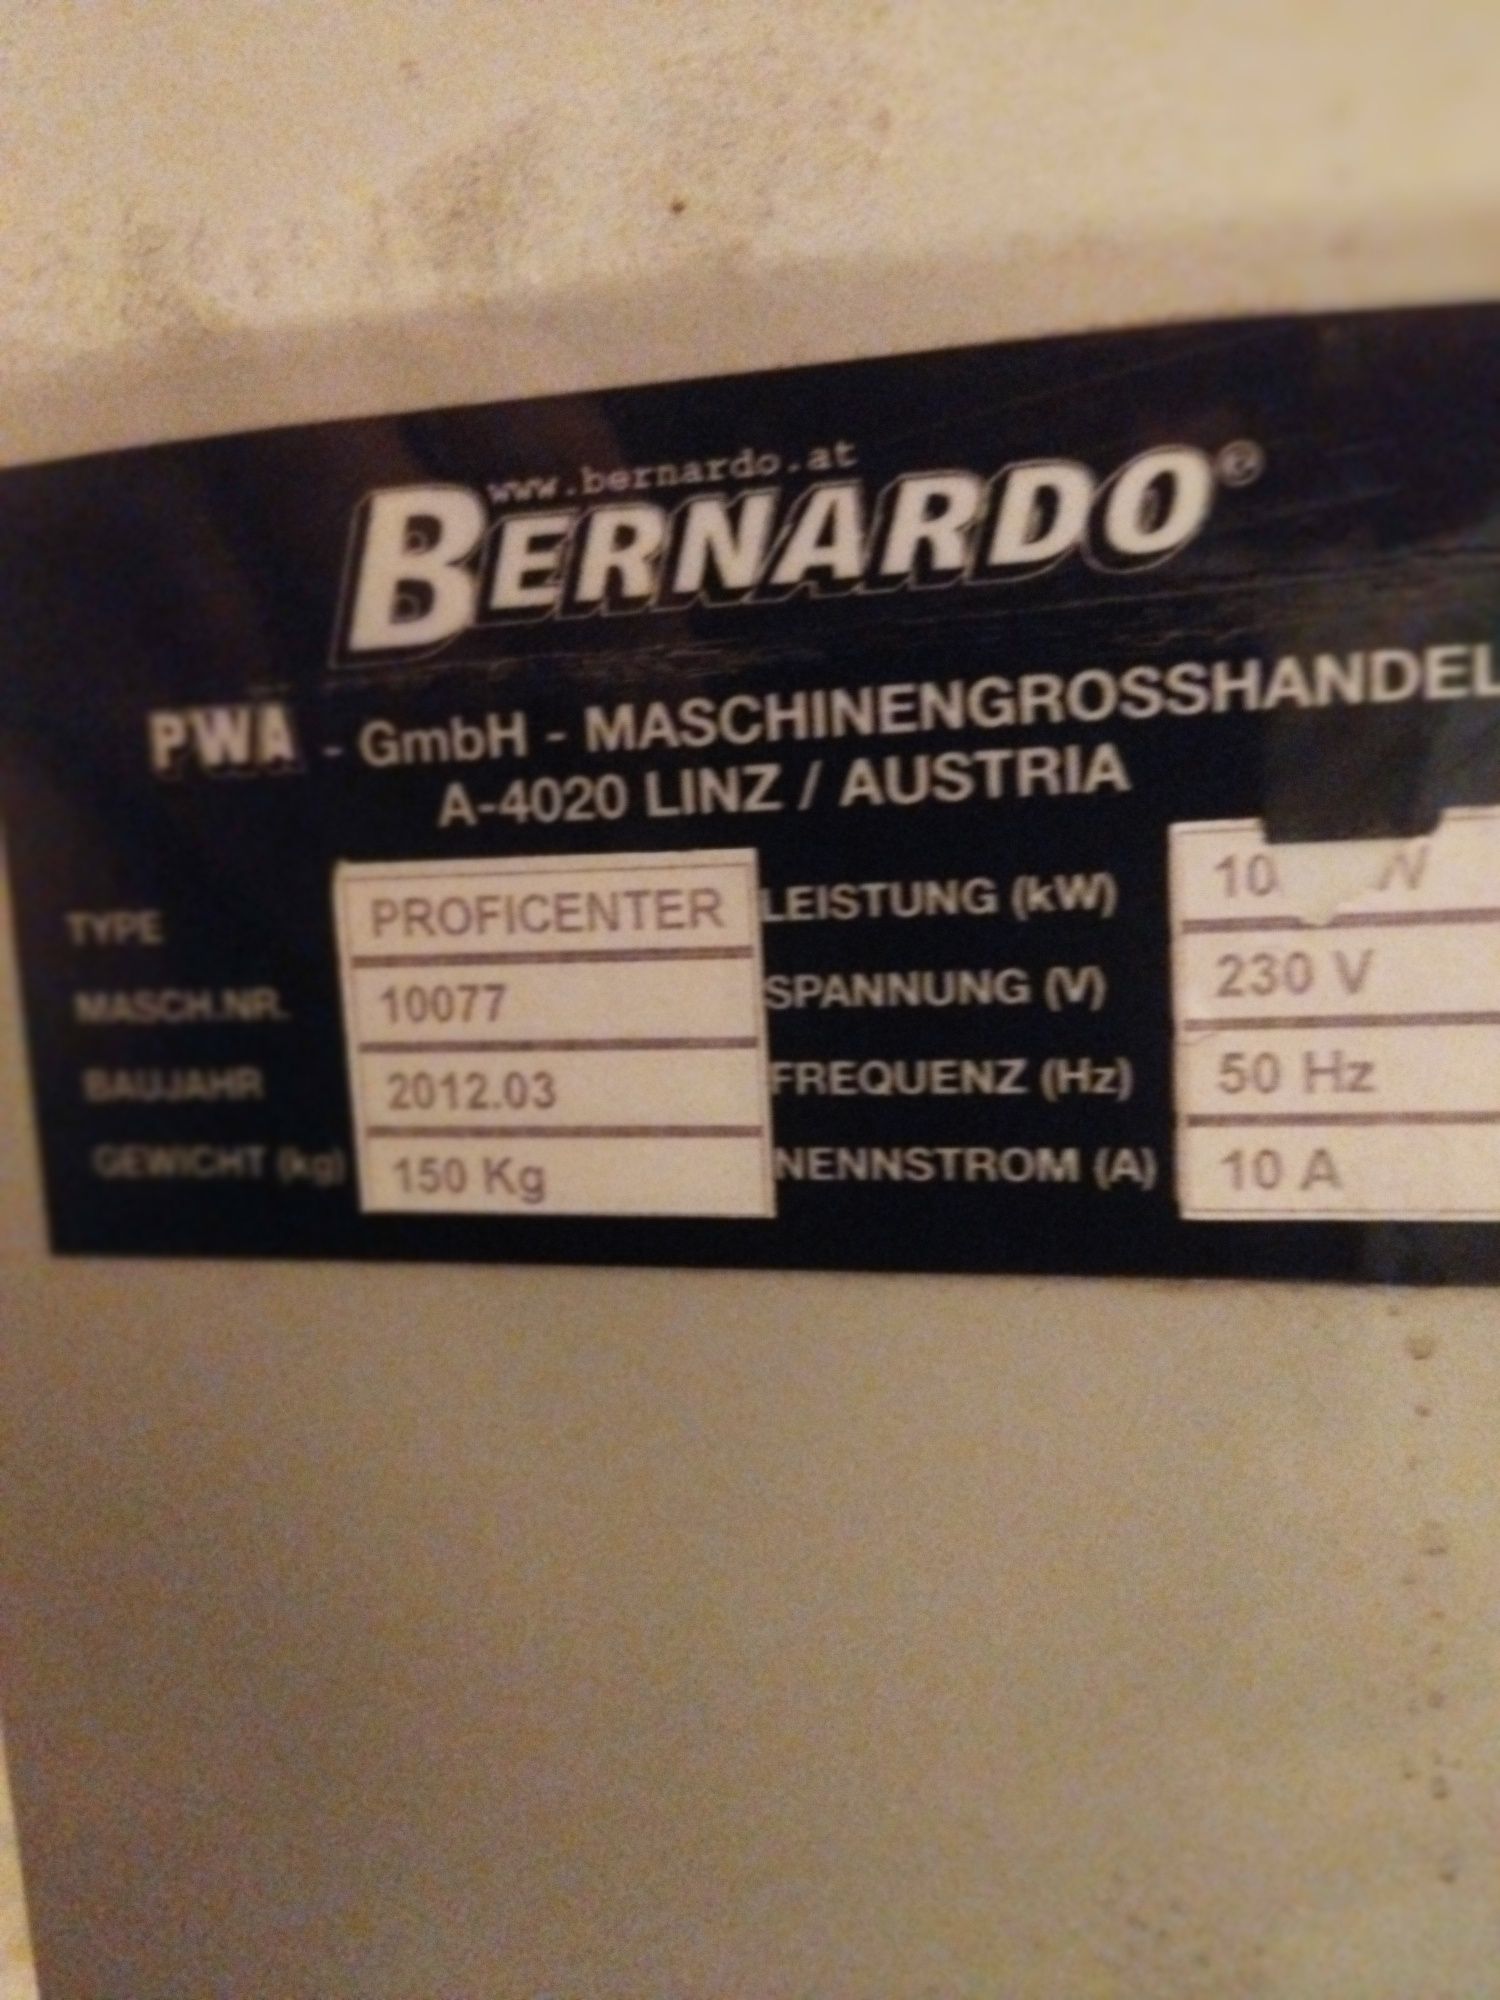 www.bernardo.at
BERNARDO®
PWA - GmbH - MASCHINENGROSSHANDEL
A-4020 LINZ / AUSTRIA
TYPE PROFICENTER LEISTUNG (kW)
MASCH.NR. 10077 SPANNUNG (V) 230 V
BAUJAHR 2012.03 FREQUENZ (Hz) 50 Hz
GEWICHT (kg) 150 Kg NENNSTROM (A) 10 A